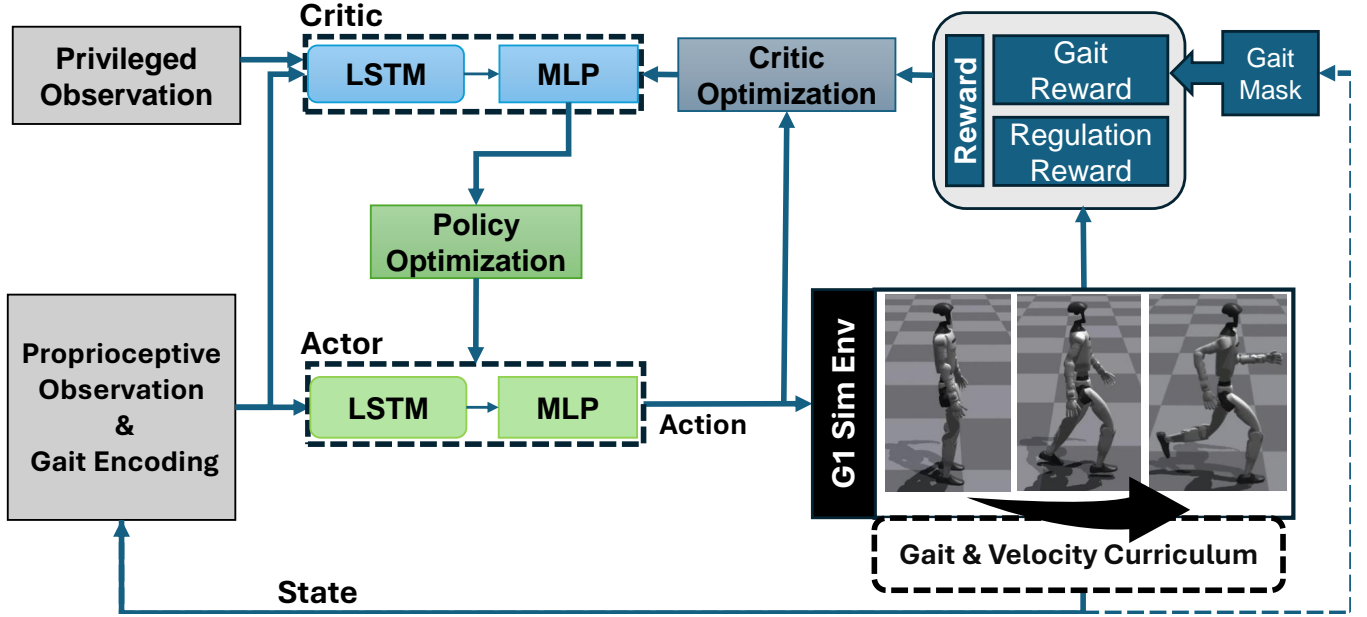 Critic
Privileged
Observation
LSTM
MLP
Critic
Optimization
Reward
Gait
Reward
Regulation
Reward
Gait
Mask
Policy
Optimization
Proprioceptive
Observation
&
Gait Encoding
Actor
LSTM
MLP
Action
G1 Sim Env
Gait & Velocity Curriculum
State